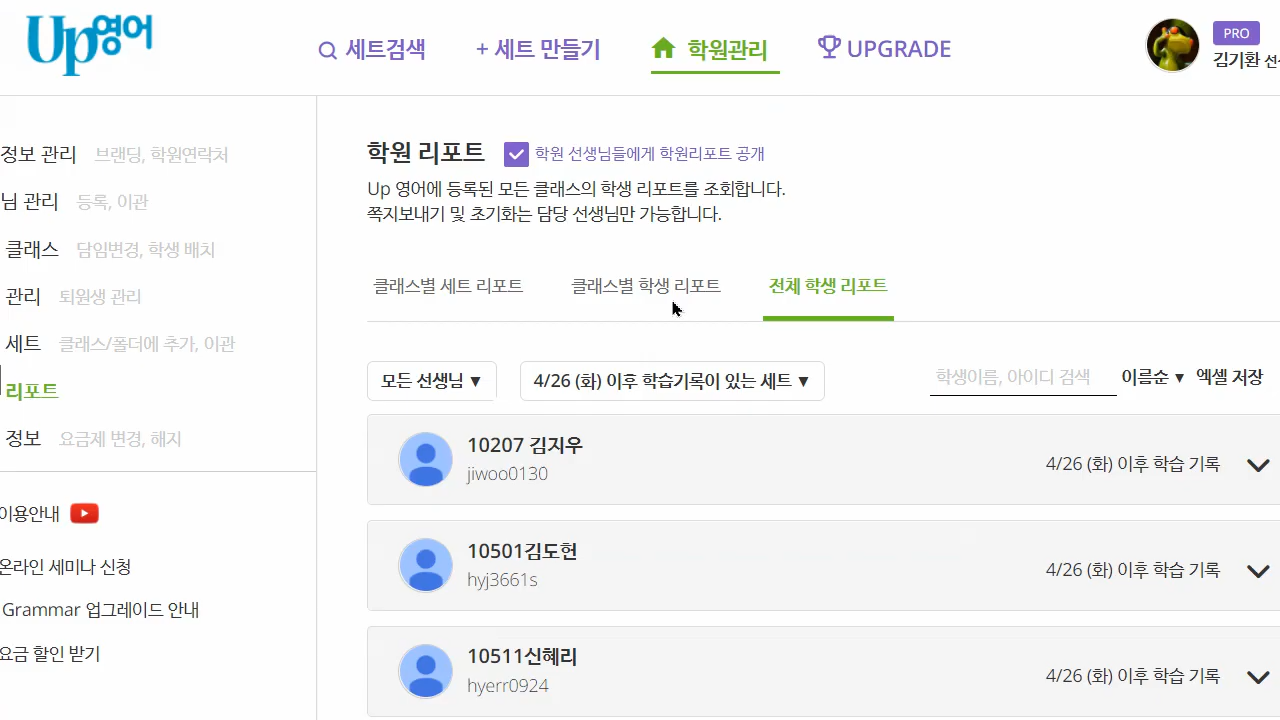 Up영어
세트검색
+ 세트 만들기
학원관리
UPGRADE
PRO
김기환 선
정보 관리 브랜딩, 학원연락처
님 관리 등록, 이관
클래스 담임변경, 학생 배치
관리 퇴원생 관리
세트 클래스/폴더에 추가, 이관
리포트
정보 요금제 변경, 해지
이용안내
온라인 세미나 신청
Grammar 업그레이드 안내
요금 할인 받기
학원 리포트 학원 선생님들에게 학원리포트 공개
Up 영어에 등록된 모든 클래스의 학생 리포트를 조회합니다.
쪽지보내기 및 초기화는 담당 선생님만 가능합니다.
클래스별 세트 리포트 클래스별 학생 리포트 전체 학생 리포트
모든 선생님 ▼ 4/26 (화) 이후 학습기록이 있는 세트 ▼ 학생이름, 아이디 검색 이름순 ▼ 엑셀 저장
10207 김지우
jiwoo0130
4/26 (화) 이후 학습 기록
10501김도헌
hyj3661s
4/26 (화) 이후 학습 기록
10511신혜리
hyerr0924
4/26 (화) 이후 학습 기록